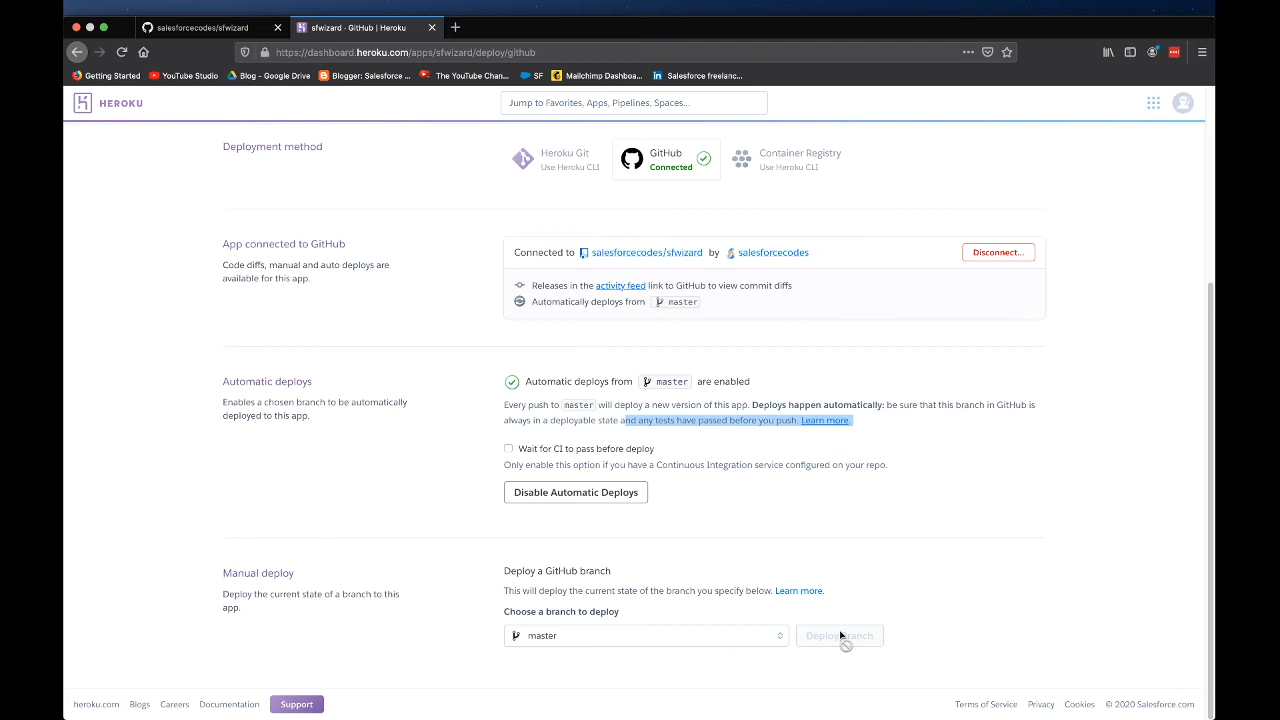 salesforcecodes/sfwizard
sfwizard · GitHub | Heroku
https://dashboard.heroku.com/apps/sfwizard/deploy/github
Getting Started
YouTube Studio
Blog - Google Drive
Blogger: Salesforce ...
The YouTube Chan...
SF
Mailchimp Dashboa...
Salesforce freelanc...
HEROKU
Jump to Favorites, Apps, Pipelines, Spaces...
Deployment method
Heroku Git
Use Heroku CLI
GitHub
Connected
Container Registry
Use Heroku CLI
App connected to GitHub
Code diffs, manual and auto deploys are
available for this app.
Connected to salesforcecodes/sfwizard by salesforcecodes
Disconnect...
Releases in the activity feed link to GitHub to view commit diffs
Automatically deploys from master
Automatic deploys
Enables a chosen branch to be automatically
deployed to this app.
Automatic deploys from master are enabled
Every push to master will deploy a new version of this app. Deploys happen automatically: be sure that this branch in GitHub is
always in a deployable state and any tests have passed before you push. Learn more.
Wait for CI to pass before deploy
Only enable this option if you have a Continuous Integration service configured on your repo.
Disable Automatic Deploys
Manual deploy
Deploy the current state of a branch to this
app.
Deploy a GitHub branch
This will deploy the current state of the branch you specify below. Learn more.
Choose a branch to deploy
master
Deploy Branch
heroku.com
Blogs
Careers
Documentation
Support
Terms of Service
Privacy
Cookies
© 2020 Salesforce.com